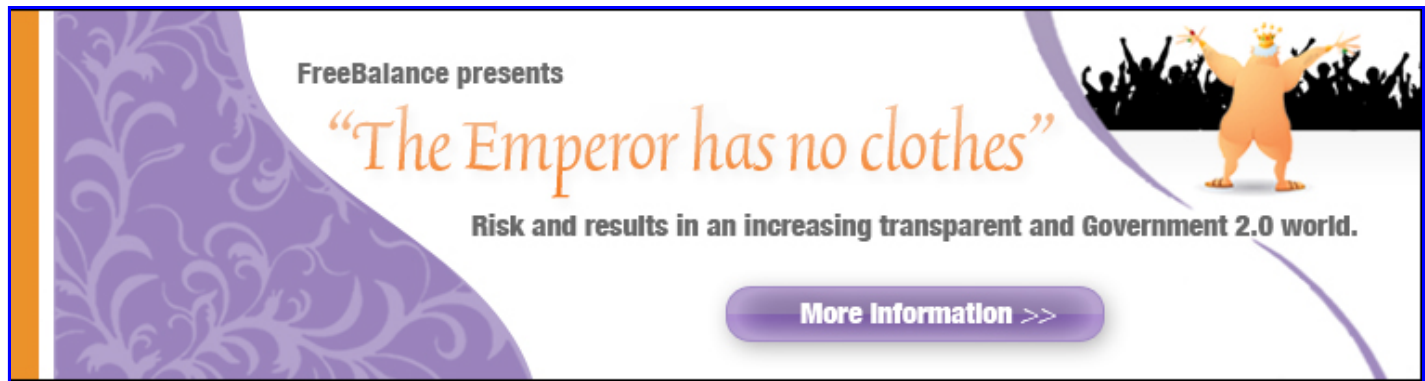 FreeBalance presents
“The Emperor has no clothes”
Risk and results in an increasing transparent and Government 2.0 world.
More Information >>